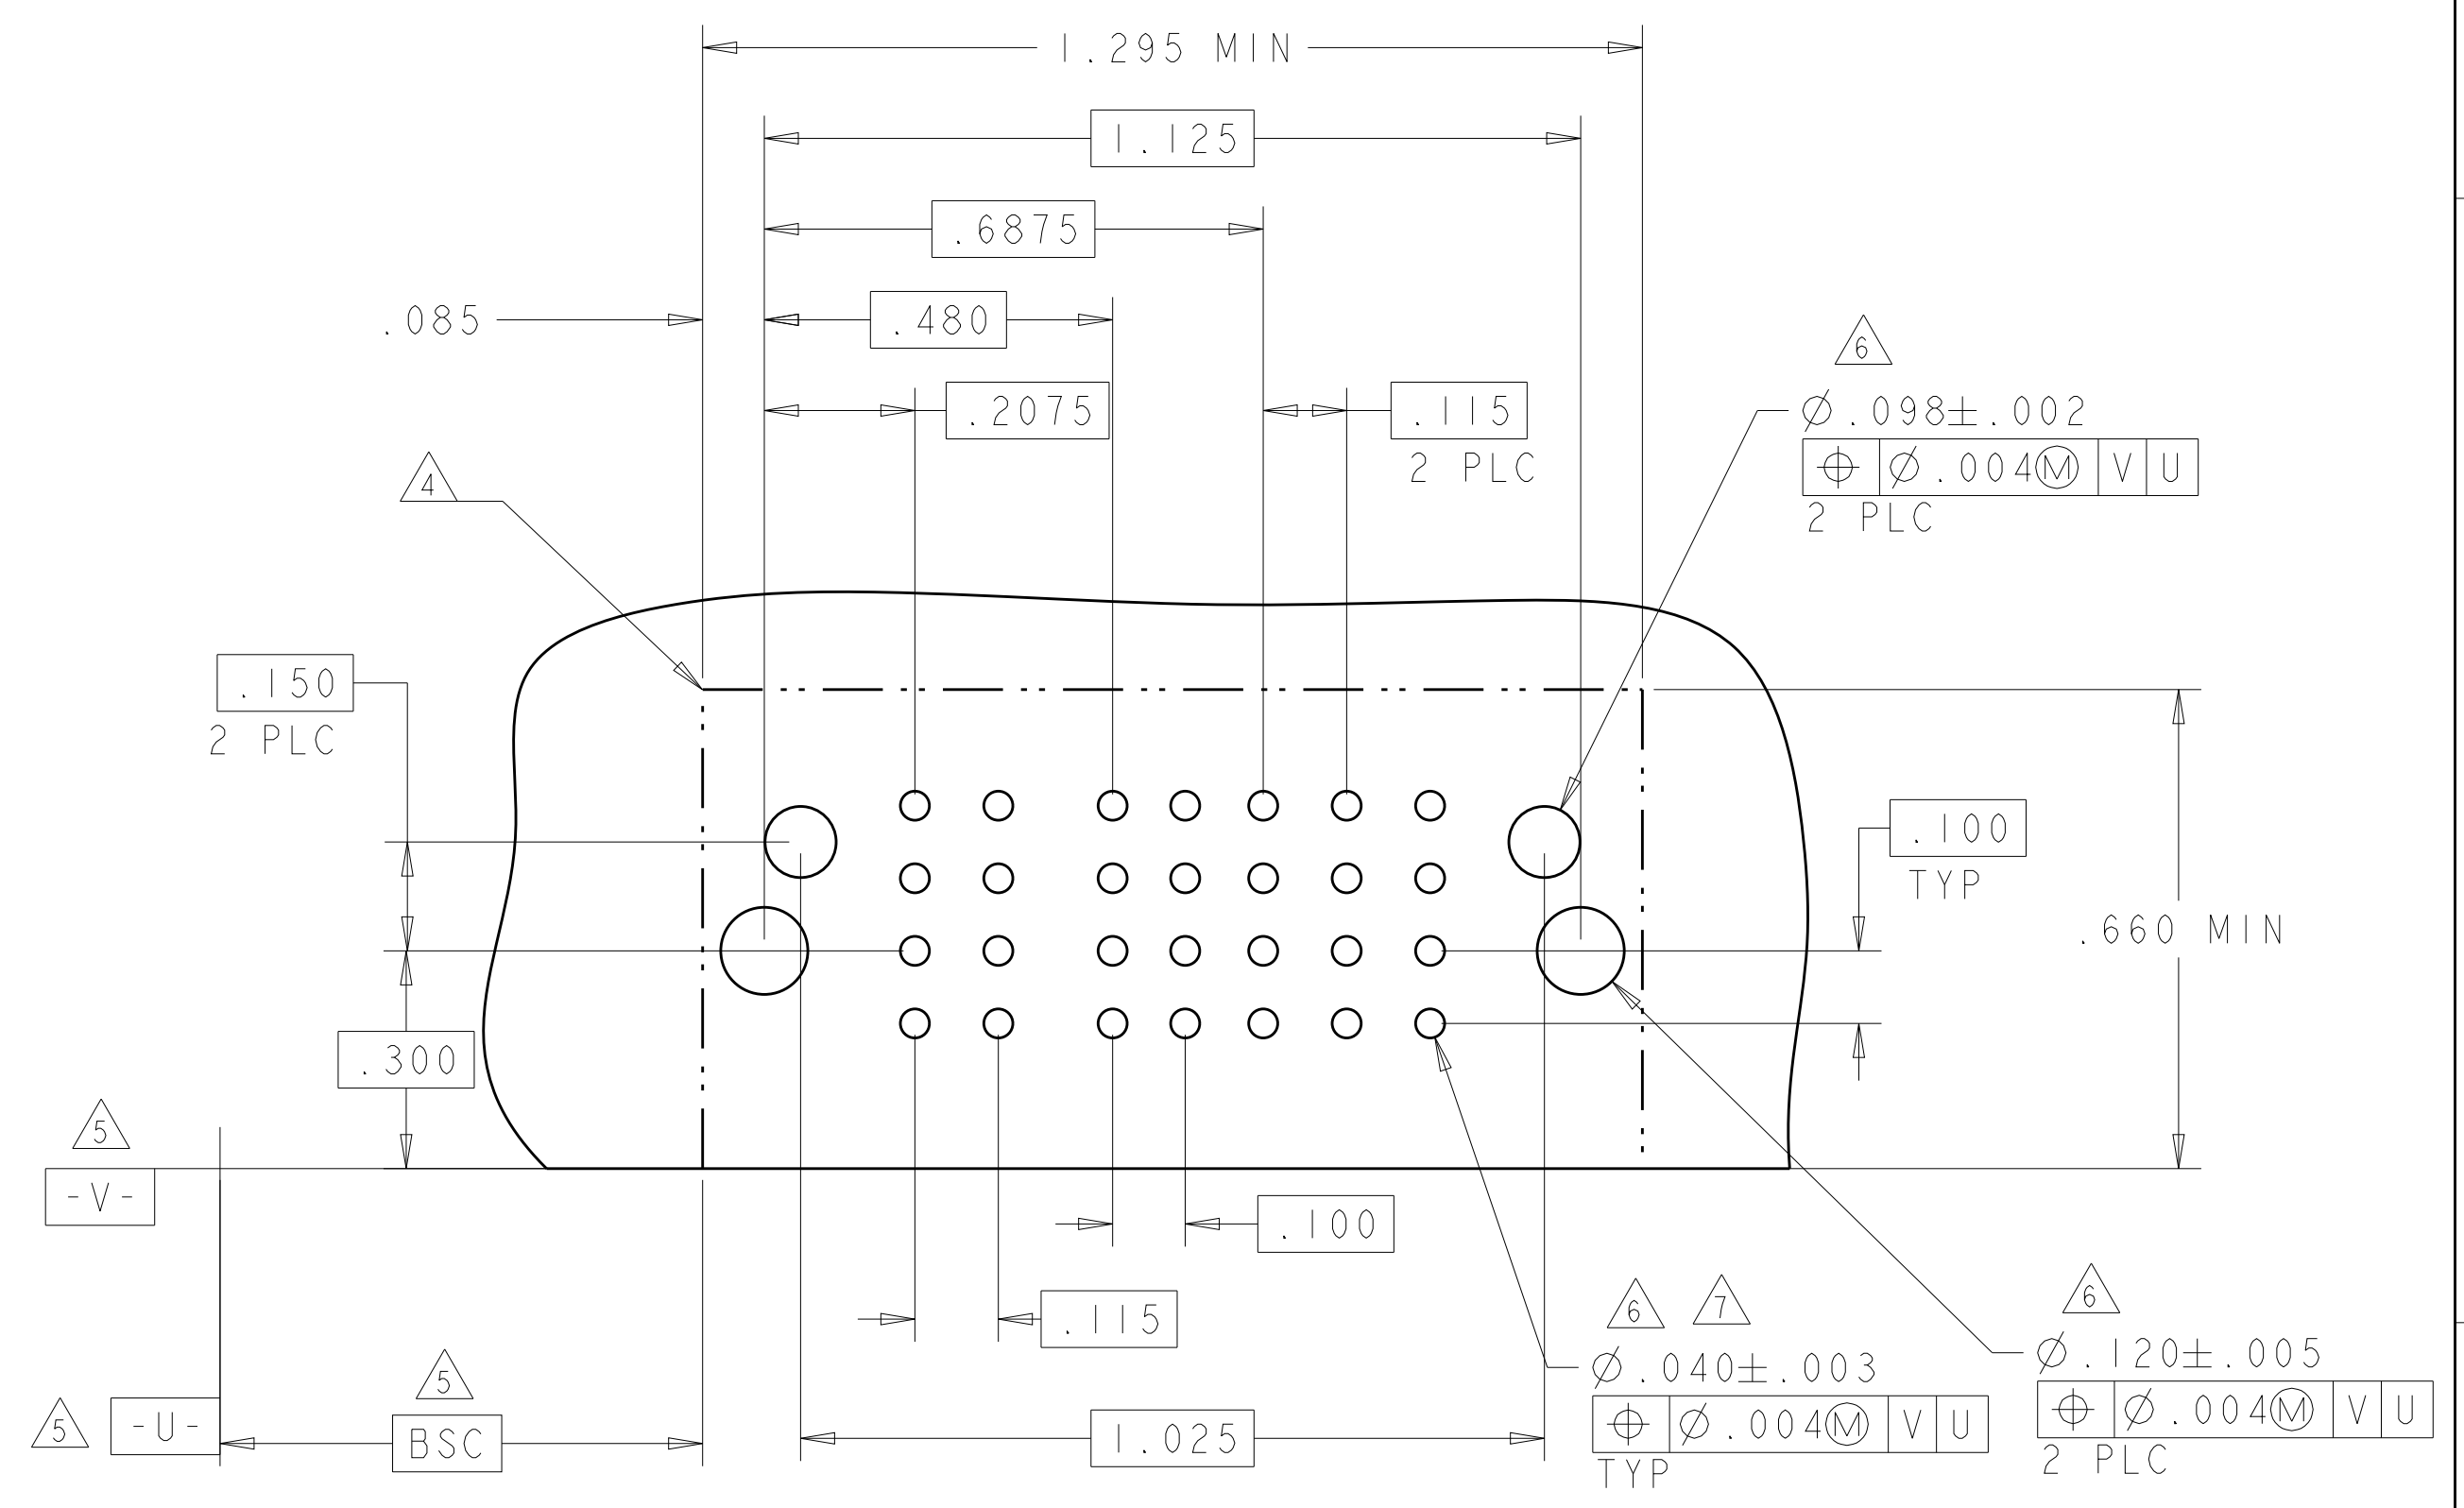 1.295 MIN
1.125
.6875
.085
.480
6
.2075
.115
2 PLC
⌀.098±.002
⌖ ⌀.004Ⓜ V U
2 PLC
4
.150
2 PLC
.100
TYP
.660 MIN
.300
5
-V-
.100
.115
6 7
6
⌀.040±.003
⌖ ⌀.004Ⓜ V U
TYP
⌀.120±.005
⌖ ⌀.004Ⓜ V U
2 PLC
5
5
-U-
BSC
1.025